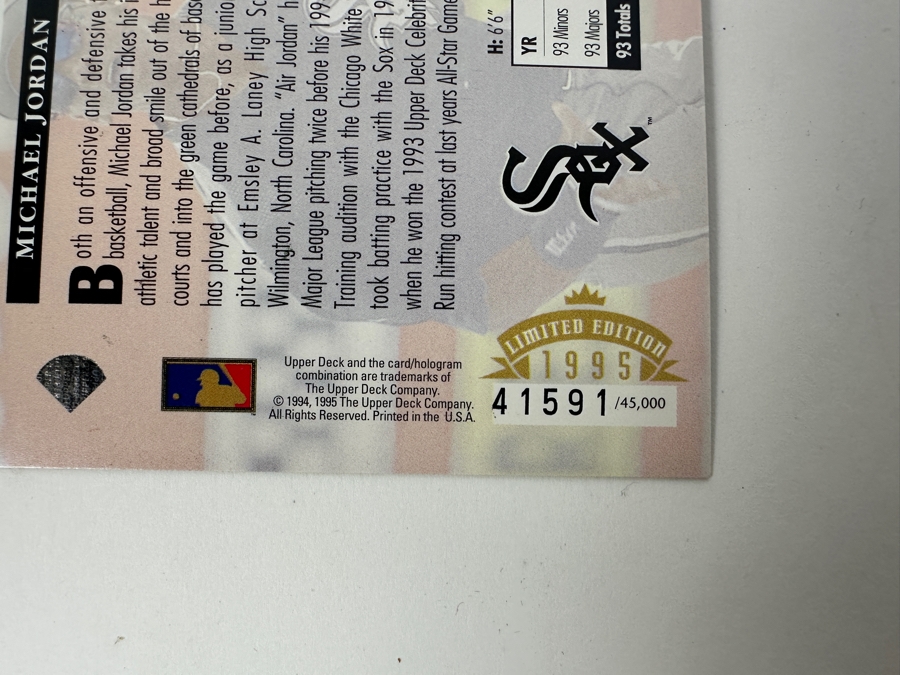 MICHAEL JORDAN
Both an offensive and defensive
basketball, Michael Jordan takes his
athletic talent and broad smile out of the
courts and into the green cathedrals of
has played the game before, as a
pitcher at Emsley A. Laney High
Wilmington, North Carolina. "Air Jordan"
Major League pitching twice before his
Training audition with the Chicago White
took batting practice with the Sox in
when he won the 1993 Upper Deck
Run hitting contest at last years All-Star
H: 6'6"
YR
93 Minors
93 Majors
93 Totals
Sox
TM
Wilson
Upper Deck and the card/hologram
combination are trademarks of
The Upper Deck Company.
© 1994, 1995 The Upper Deck Company.
All Rights Reserved. Printed in the U.S.A.
LIMITED EDITION
1995
41591/45,000